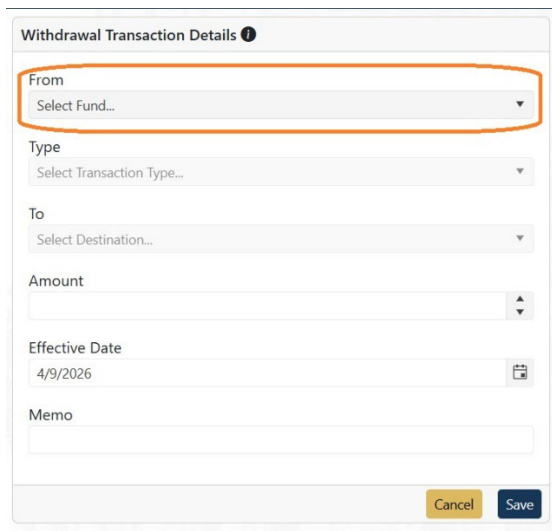 Withdrawal Transaction Details
From
Select Fund...
Type
Select Transaction Type...
To
Select Destination...
Amount
Effective Date
4/9/2026
Memo
Cancel Save